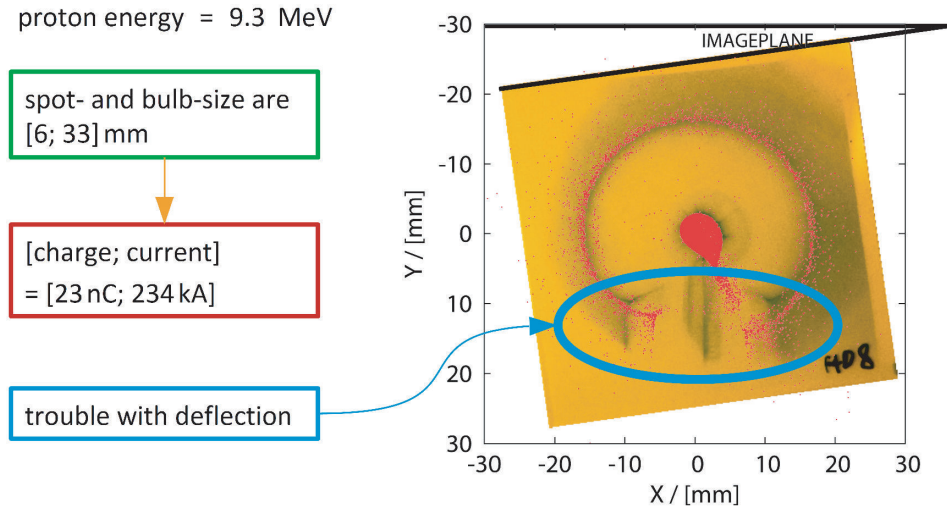 proton energy = 9.3 MeV
spot- and bulb-size are
[6; 33] mm
[charge; current]
= [23 nC; 234 kA]
trouble with deflection
IMAGEPLANE
-30
-20
-10
0
10
20
30
Y / [mm]
-30
-20
-10
0
10
20
30
X / [mm]